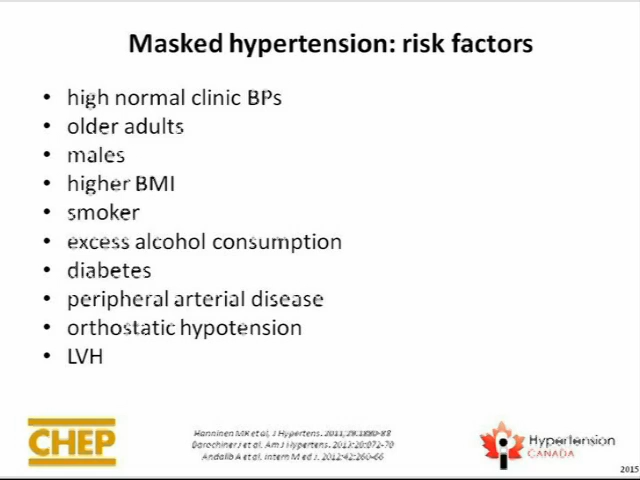 Masked hypertension: risk factors
• high normal clinic BPs
• older adults
• males
• higher BMI
• smoker
• excess alcohol consumption
• diabetes
• peripheral arterial disease
• orthostatic hypotension
• LVH
CHEP
Hanninen MR et al, J Hypertens. 2011;29:1880-88
Barochiner J et al. Am J Hypertens. 2013;26:872-78
Andalib A et al. Intern Med J. 2012;42:260-66
Hypertension
CANADA
2015